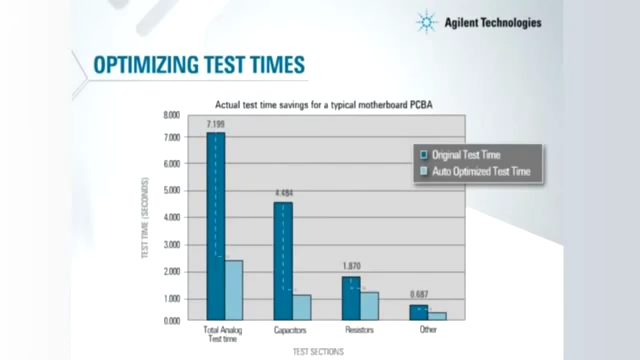 Agilent Technologies
OPTIMIZING TEST TIMES
Actual test time savings for a typical motherboard PCBA
8.000
7.000
6.000
5.000
4.000
3.000
2.000
1.000
0.000
TEST TIME (SECONDS)
7.199
4.484
1.870
0.687
Original Test Time
Auto Optimized Test Time
Total Analog
Test time
Capacitors
Resistors
Other
TEST SECTIONS